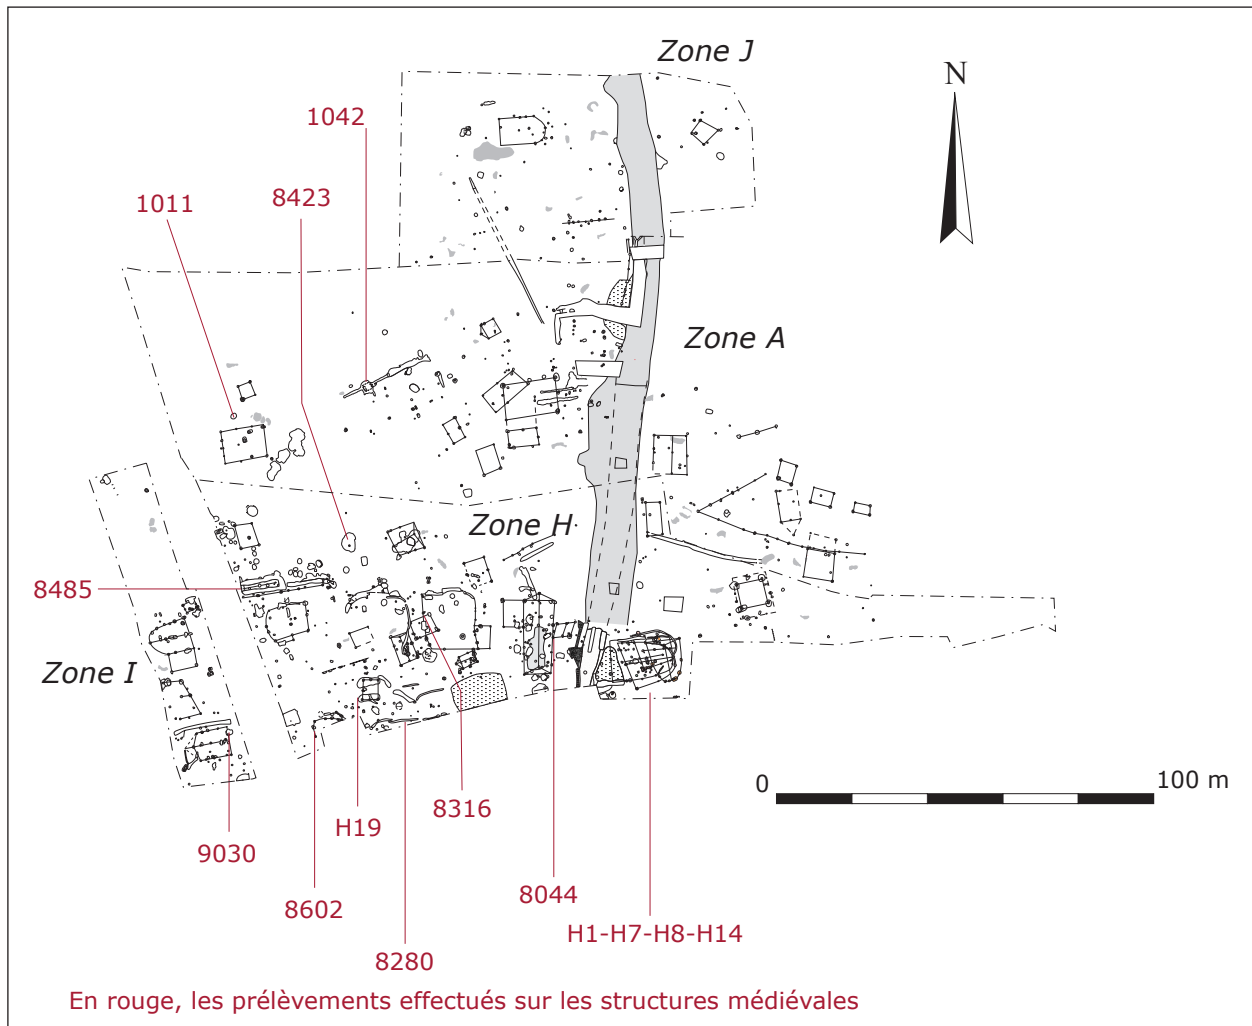 Zone J
N
1042
8423
1011
Zone A
Zone H
8485
Zone I
0
100 m
8316
H19
9030
8044
8602
H1-H7-H8-H14
8280
En rouge, les prélèvements effectués sur les structures médiévales